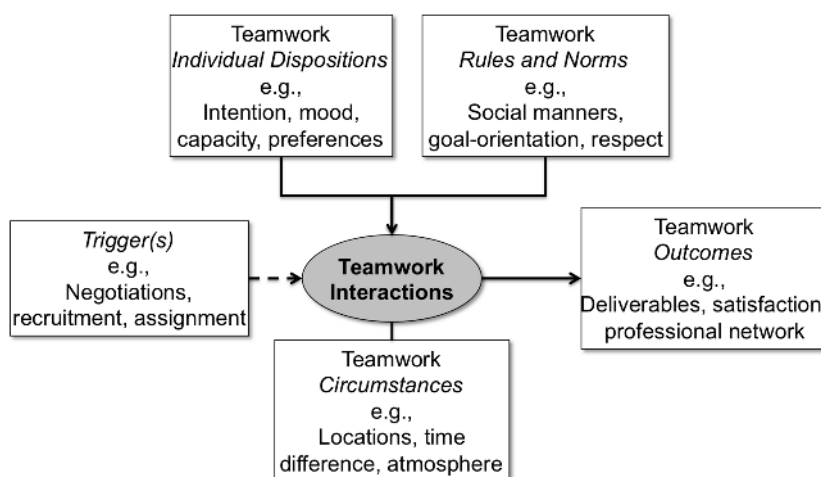 Teamwork
Individual Dispositions
e.g.,
Intention, mood,
capacity, preferences
Teamwork
Rules and Norms
e.g.,
Social manners,
goal-orientation, respect
Trigger(s)
e.g.,
Negotiations,
recruitment, assignment
Teamwork
Interactions
Teamwork
Outcomes
e.g.,
Deliverables, satisfaction
professional network
Teamwork
Circumstances
e.g.,
Locations, time
difference, atmosphere